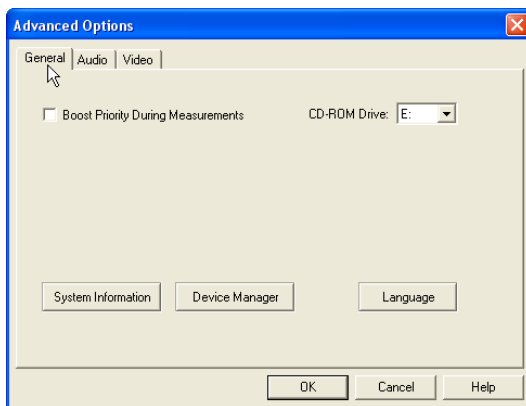 Advanced Options
General Audio Video
Boost Priority During Measurements CD-ROM Drive: E:
System Information Device Manager Language
OK Cancel Help